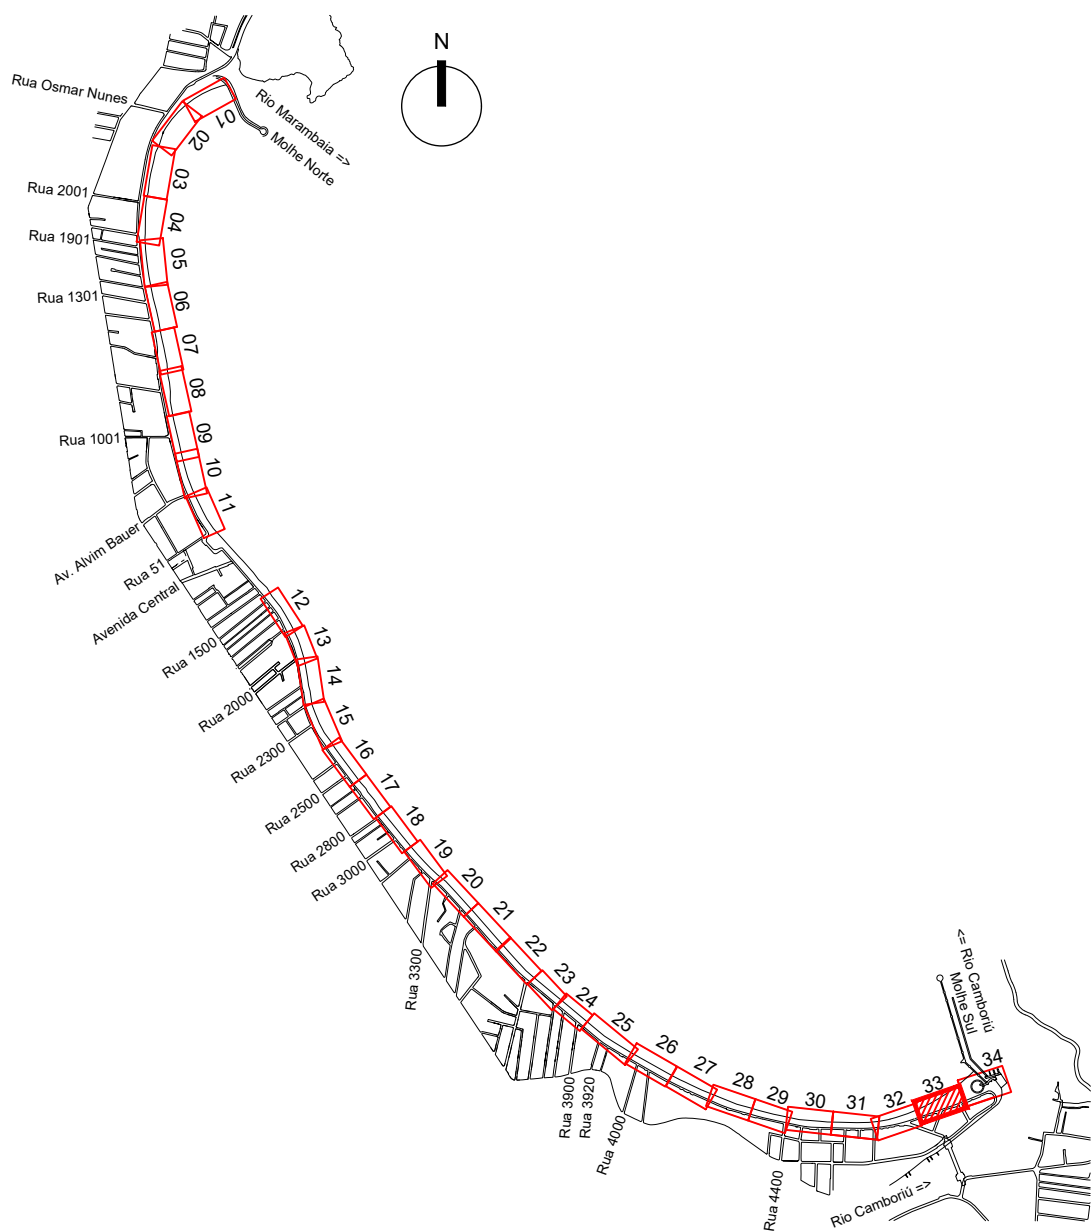 N
Rua Osmar Nunes
Rio Marambaia =>
Molhe Norte
01
02
03
Rua 2001
04
Rua 1901
05
Rua 1301
06
07
08
Rua 1001
09
10
11
Av. Alvim Bauer
Rua 51
Avenida Central
12
Rua 1500
13
14
Rua 2000
15
Rua 2300
16
Rua 2500
17
Rua 2800
18
Rua 3000
19
20
21
Rua 3300
22
23
24
25
Rua 3900
Rua 3920
Rua 4000
26
27
28
29
30
31
32
33
34
<= Rio Camboriú
Molhe Sul
Rua 4400
Rio Camboriú =>